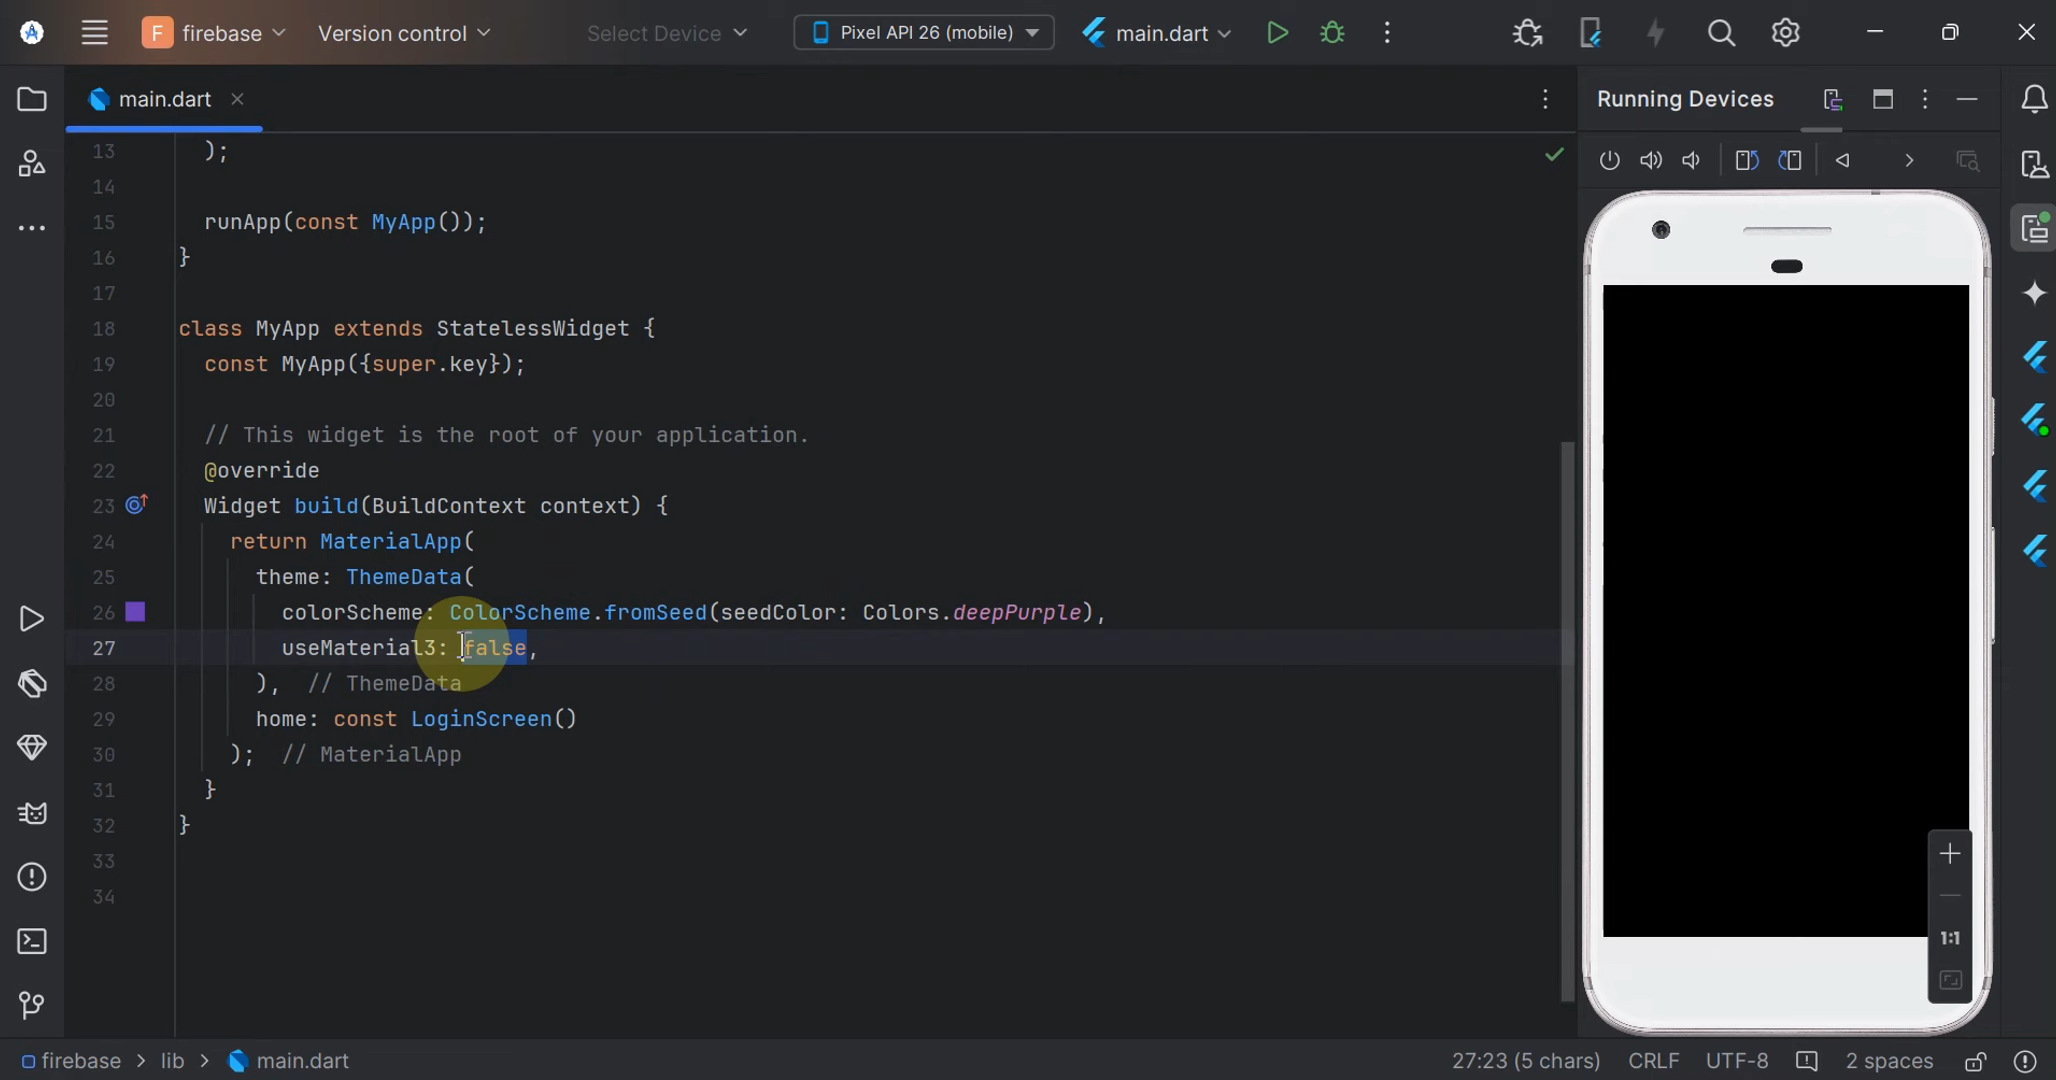 F firebase Version control Select Device Pixel API 26 (mobile) main.dart
main.dart Running Devices
13 );
14
15 runApp(const MyApp());
16 }
17
18 class MyApp extends StatelessWidget {
19 const MyApp({super.key});
20
21 // This widget is the root of your application.
22 @override
23 Widget build(BuildContext context) {
24 return MaterialApp(
25 theme: ThemeData(
26 colorScheme: ColorScheme.fromSeed(seedColor: Colors.deepPurple),
27 useMaterial3: false,
28 ), // ThemeData
29 home: const LoginScreen()
30 ); // MaterialApp
31 }
32 }
33
34
1:1
firebase > lib > main.dart 27:23 (5 chars) CRLF UTF-8 2 spaces